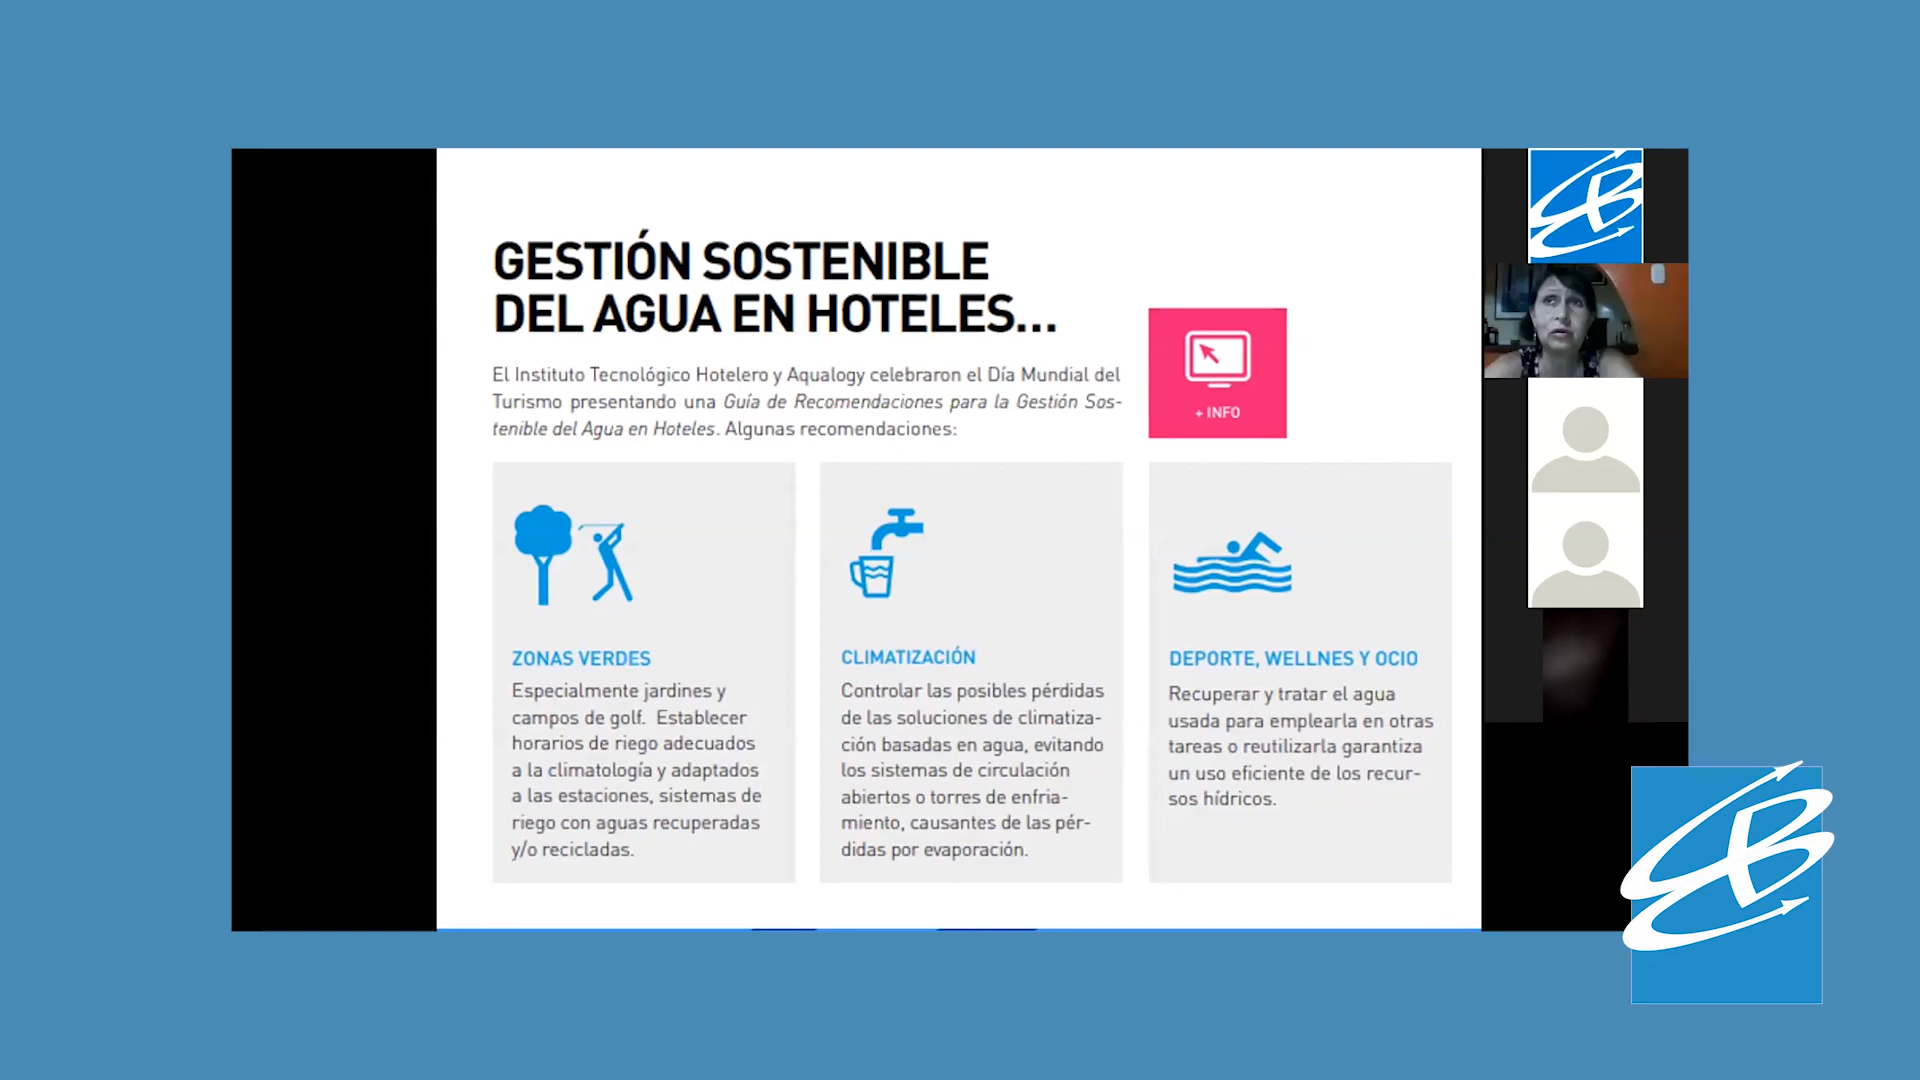 GESTIÓN SOSTENIBLE
DEL AGUA EN HOTELES...
El Instituto Tecnológico Hotelero y Aqualogy celebraron el Día Mundial del
Turismo presentando una Guía de Recomendaciones para la Gestión Sos-
tenible del Agua en Hoteles. Algunas recomendaciones:
+ INFO
ZONAS VERDES
Especialmente jardines y
campos de golf. Establecer
horarios de riego adecuados
a la climatología y adaptados
a las estaciones, sistemas de
riego con aguas recuperadas
y/o recicladas.
CLIMATIZACIÓN
Controlar las posibles pérdidas
de las soluciones de climatiza-
ción basadas en agua, evitando
los sistemas de circulación
abiertos o torres de enfria-
miento, causantes de las pér-
didas por evaporación.
DEPORTE, WELLNES Y OCIO
Recuperar y tratar el agua
usada para emplearla en otras
tareas o reutilizarla garantiza
un uso eficiente de los recur-
sos hídricos.